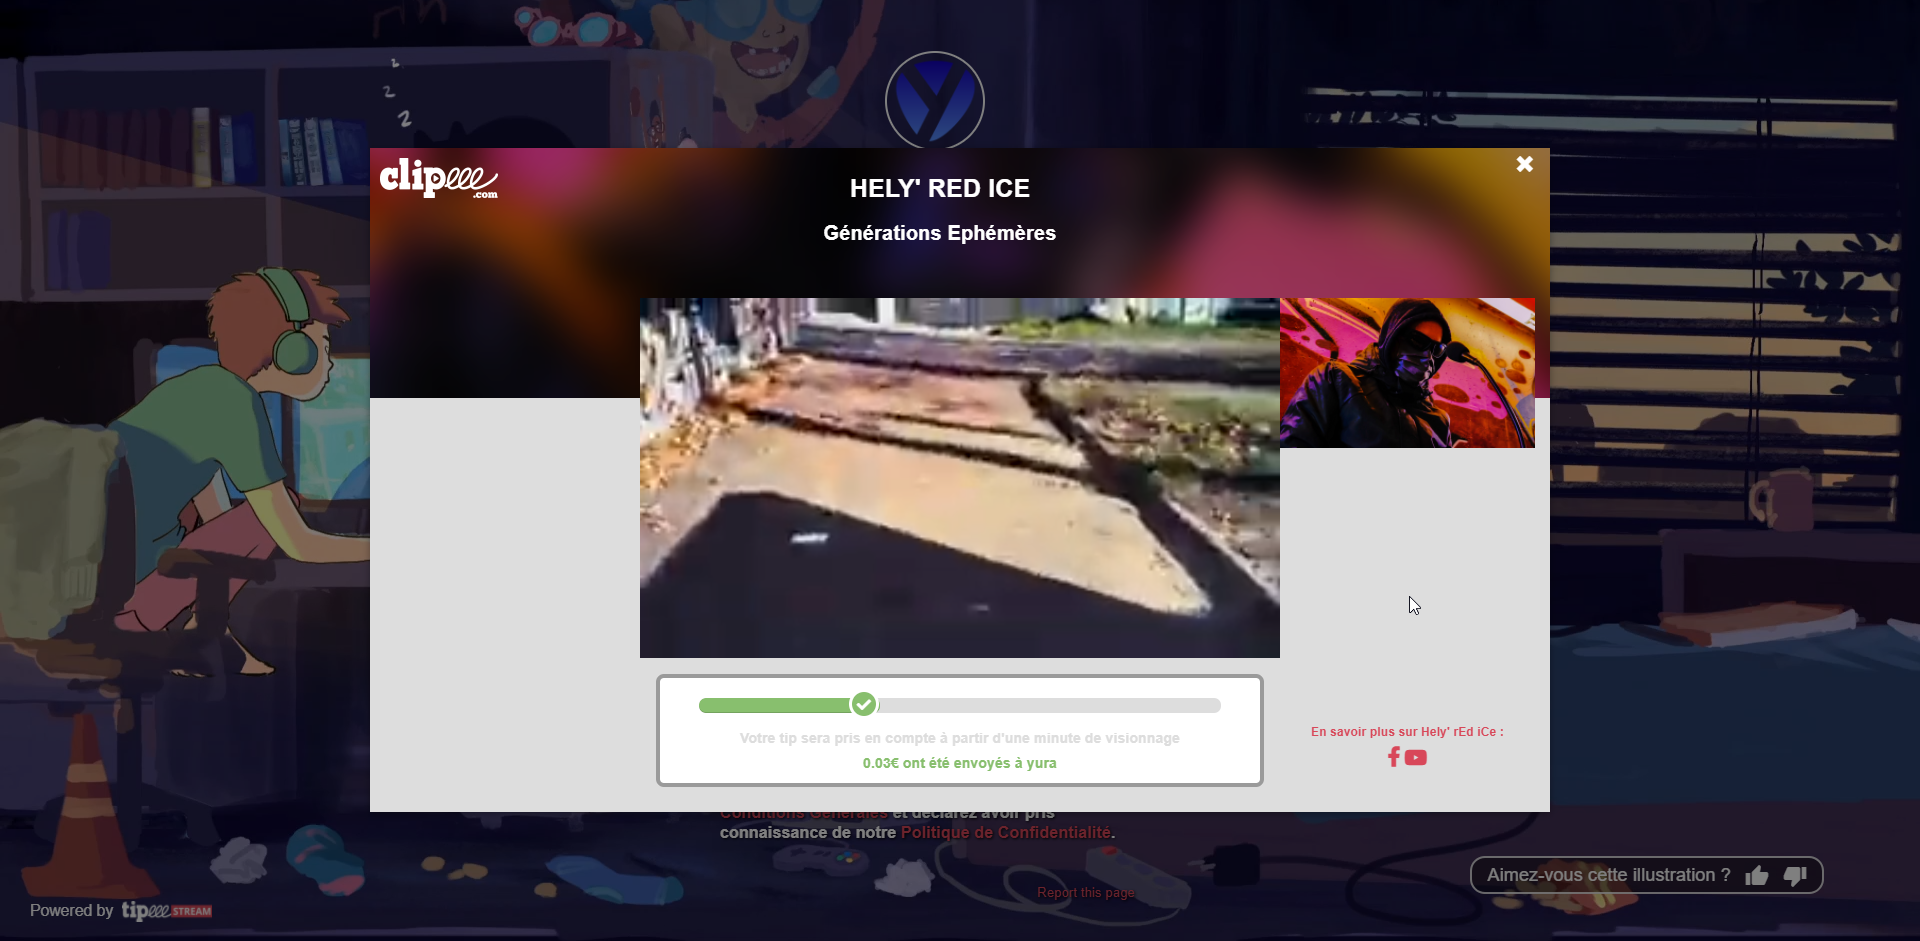 z
z
z
clipeee
.com
HELY' RED ICE
Générations Ephémères
Votre tip sera pris en compte à partir d'une minute de visionnage
0.03€ ont été envoyés à yura
En savoir plus sur Hely' rEd iCe :
Conditions Générales et déclarez avoir pris
connaissance de notre Politique de Confidentialité.
Aimez-vous cette illustration ?
Report this page
Powered by tipeee STREAM